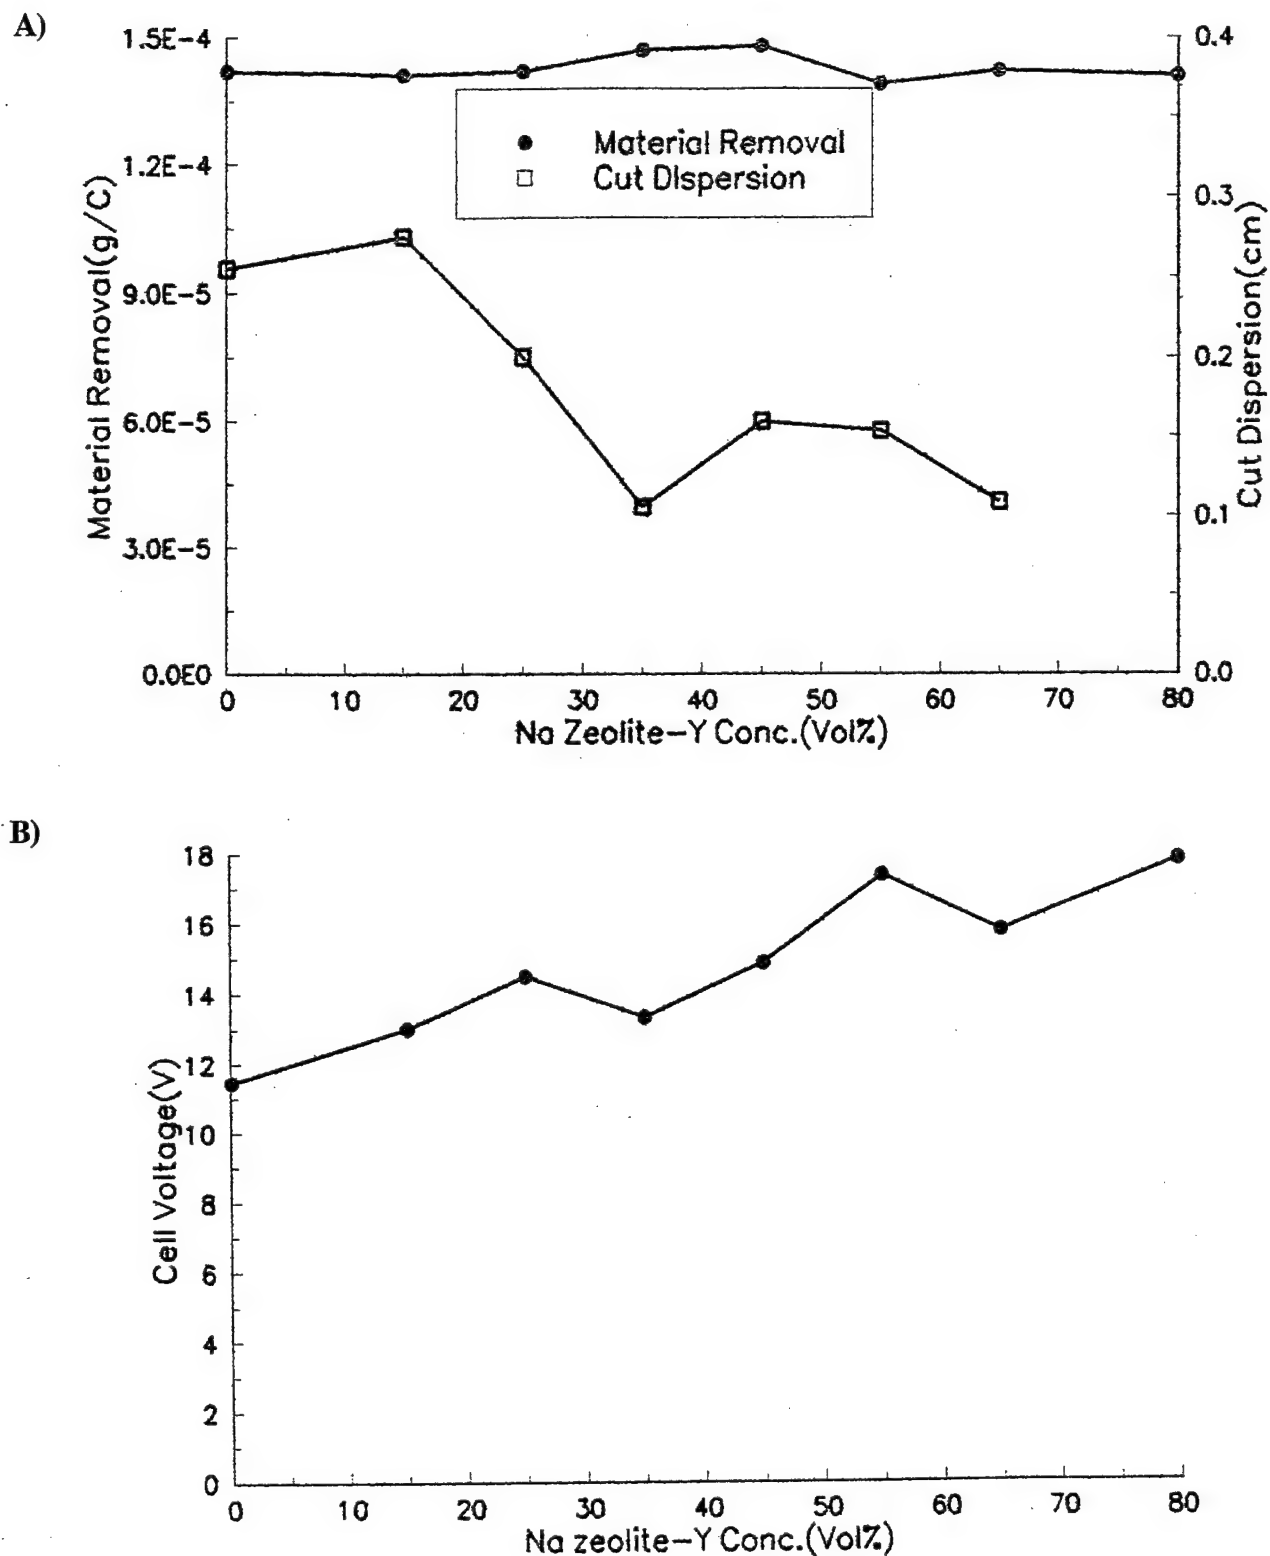 A)
1.5E-4
1.2E-4
9.0E-5
6.0E-5
3.0E-5
0.0E0
Material Removal(g/C)
Material Removal
Cut DIspersion
0.4
0.3
0.2
0.1
0.0
Cut Dispersion(cm)
0 10 20 30 40 50 60 70 80
Na Zeolite-Y Conc.(Vol%)
B)
18
16
14
12
10
8
6
4
2
0
Cell Voltage(V)
0 10 20 30 40 50 60 70 80
Na zeolite-Y Conc.(Vol%)